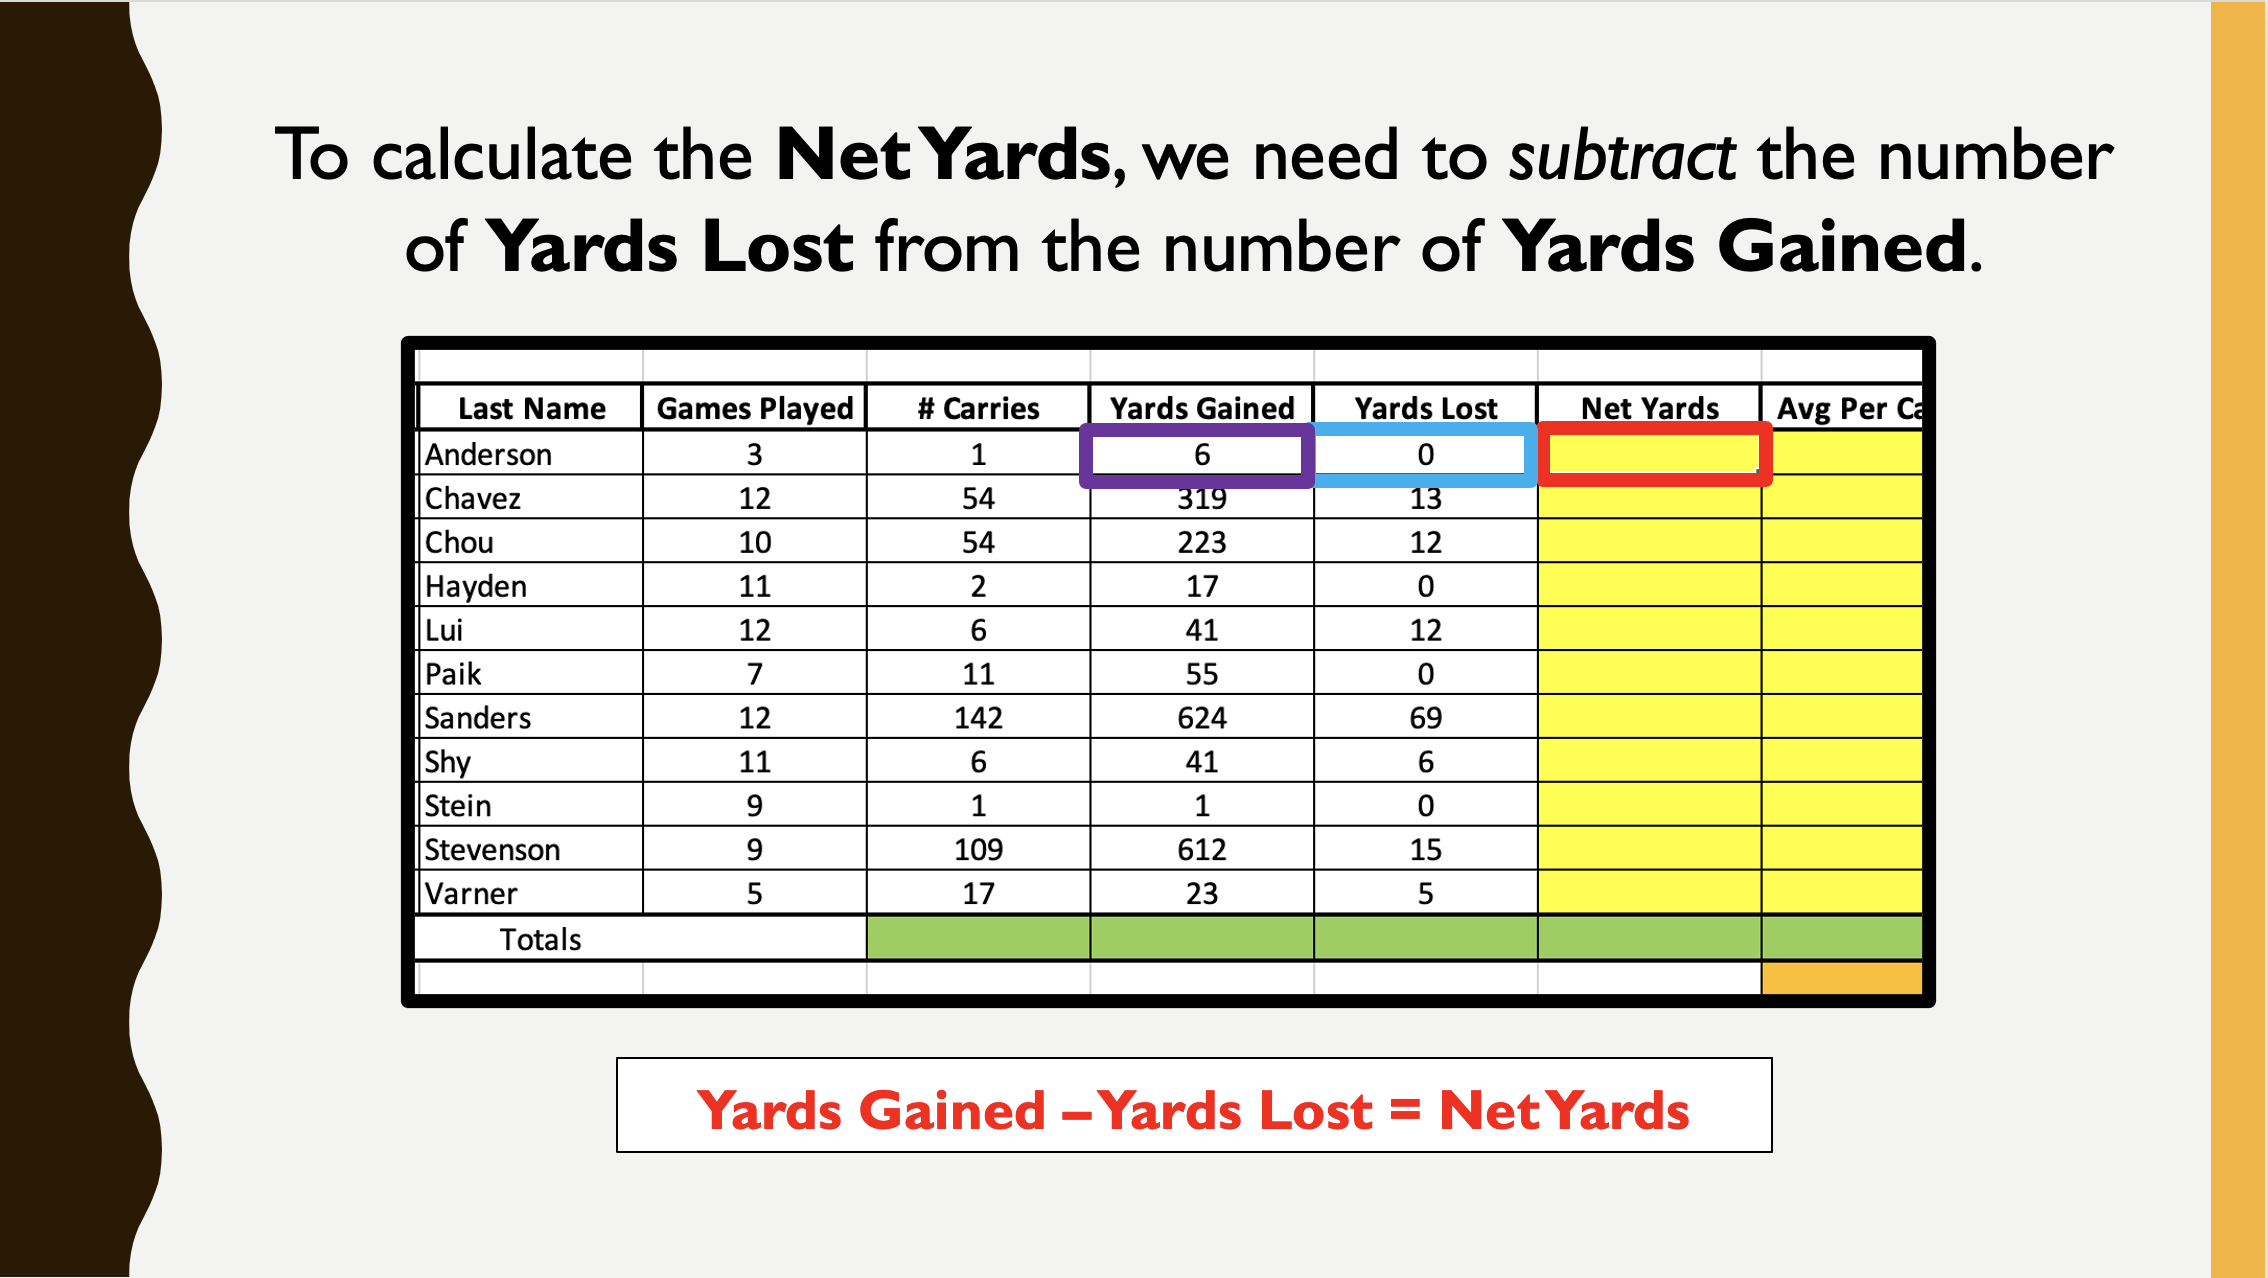 To calculate the Net Yards, we need to subtract the number
of Yards Lost from the number of Yards Gained.
Last Name Games Played # Carries Yards Gained Yards Lost Net Yards Avg Per
Anderson 3 1 6 0
Chavez 12 54 319 13
Chou 10 54 223 12
Hayden 11 2 17 0
Lui 12 6 41 12
Paik 7 11 55 0
Sanders 12 142 624 69
Shy 11 6 41 6
Stein 9 1 1 0
Stevenson 9 109 612 15
Varner 5 17 23 5
Totals
Yards Gained – Yards Lost = Net Yards